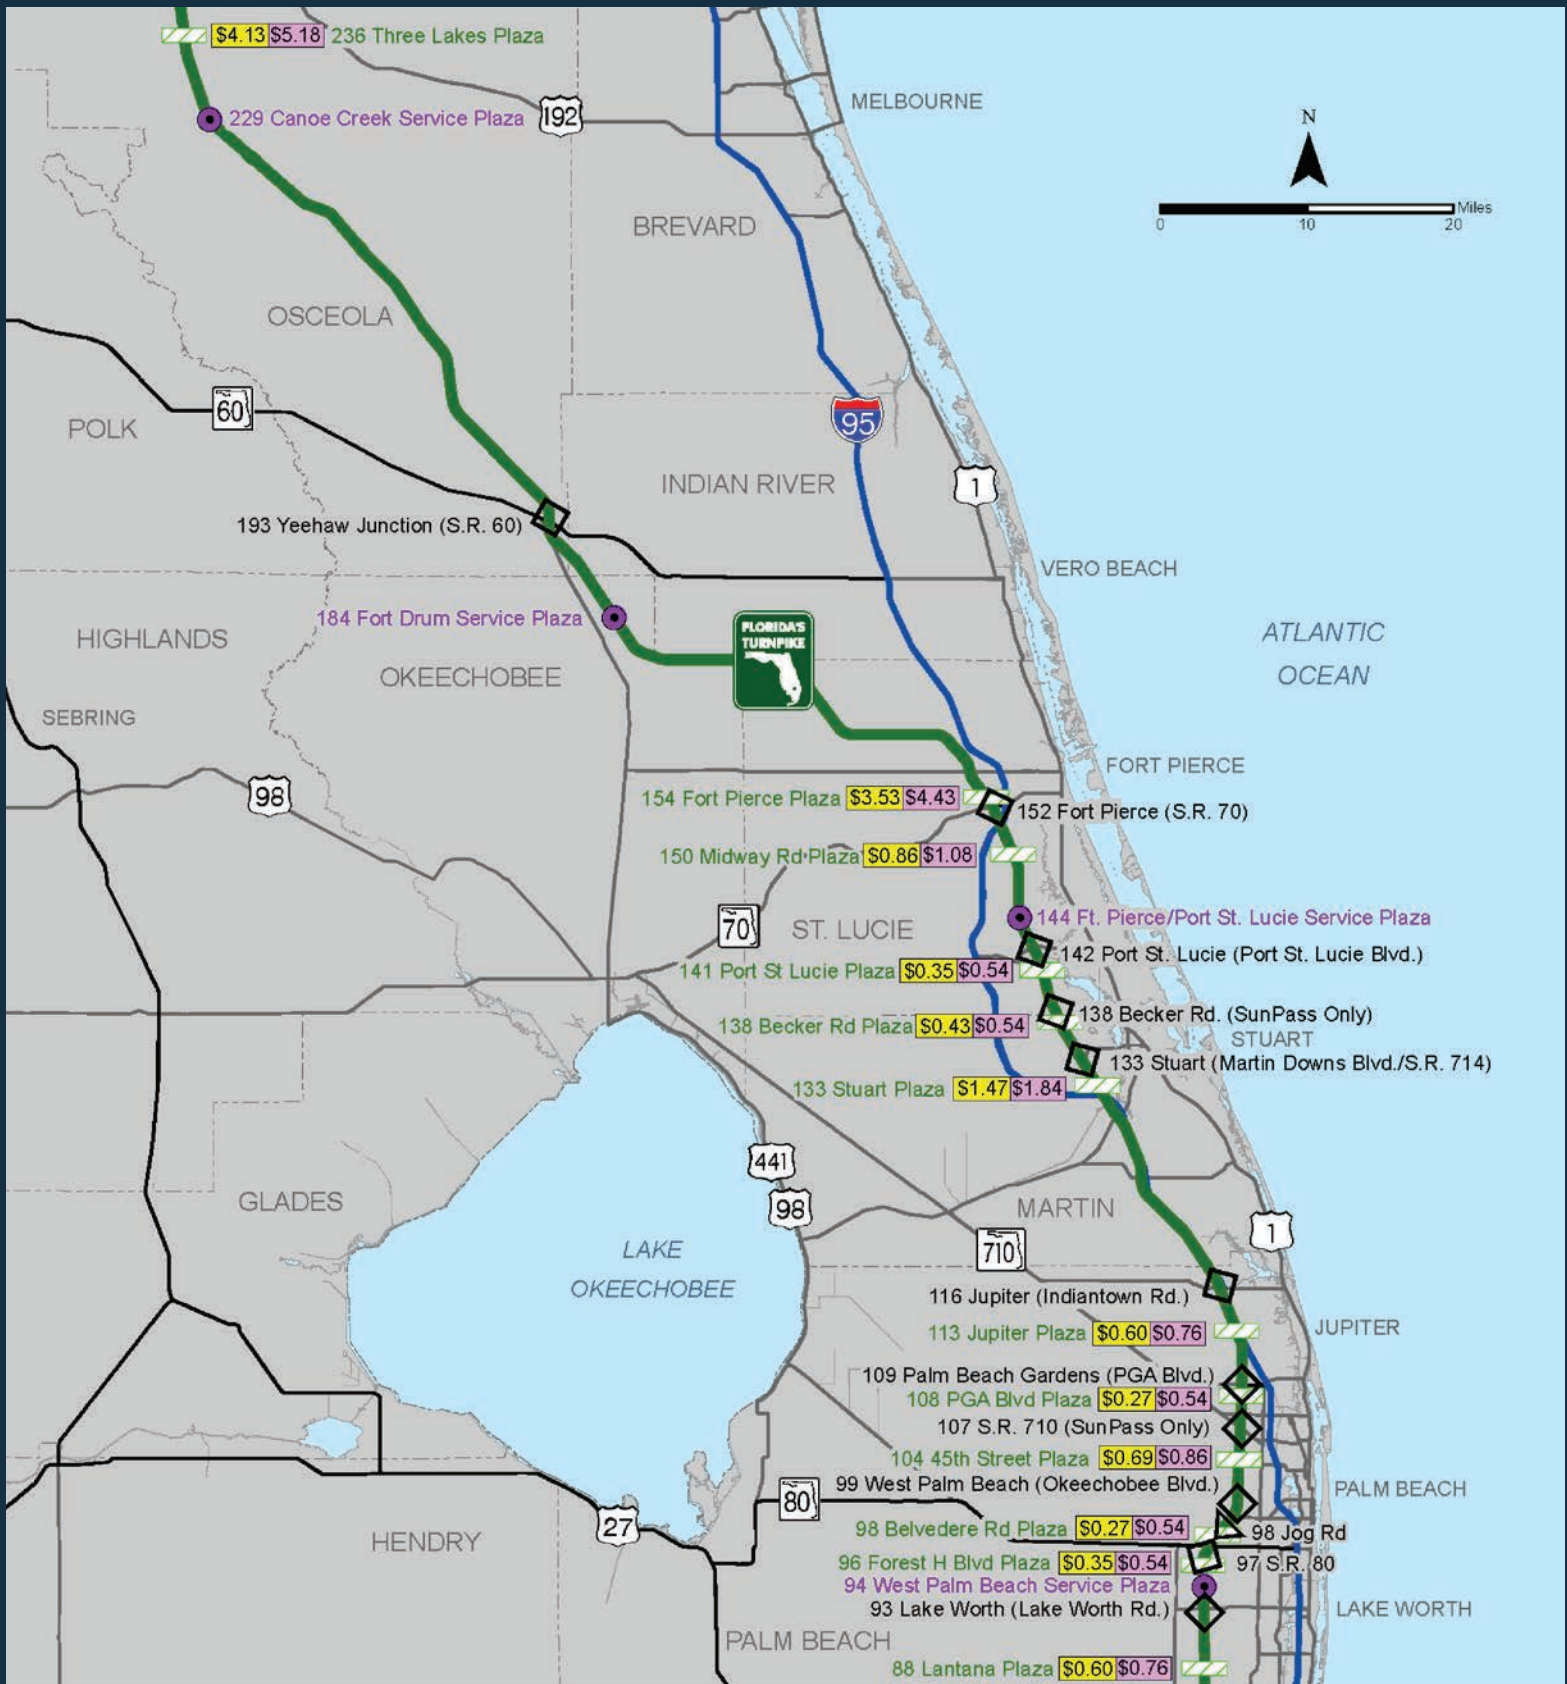 $4.13 $5.18 236 Three Lakes Plaza
229 Canoe Creek Service Plaza
192
MELBOURNE
N
Miles
0 10 20
BREVARD
OSCEOLA
60
POLK
95
INDIAN RIVER
1
193 Yeehaw Junction (S.R. 60)
VERO BEACH
184 Fort Drum Service Plaza
FLORIDA'S
TURNPIKE
HIGHLANDS
OKEECHOBEE
ATLANTIC
OCEAN
SEBRING
98
FORT PIERCE
154 Fort Pierce Plaza $3.53 $4.43
152 Fort Pierce (S.R. 70)
150 Midway Rd Plaza $0.86 $1.08
70
ST. LUCIE
144 Ft. Pierce/Port St. Lucie Service Plaza
142 Port St. Lucie (Port St. Lucie Blvd.)
141 Port St Lucie Plaza $0.35 $0.54
138 Becker Rd. (SunPass Only)
138 Becker Rd Plaza $0.43 $0.54
STUART
133 Stuart (Martin Downs Blvd./S.R. 714)
133 Stuart Plaza $1.47 $1.84
441
98
GLADES
MARTIN
LAKE
OKEECHOBEE
710
1
116 Jupiter (Indiantown Rd.)
113 Jupiter Plaza $0.60 $0.76
JUPITER
109 Palm Beach Gardens (PGA Blvd.)
108 PGA Blvd Plaza $0.27 $0.54
107 S.R. 710 (SunPass Only)
104 45th Street Plaza $0.69 $0.86
99 West Palm Beach (Okeechobee Blvd.)
PALM BEACH
80
98 Belvedere Rd Plaza $0.27 $0.54
98 Jog Rd
27
HENDRY
96 Forest H Blvd Plaza $0.35 $0.54
97 S.R. 80
94 West Palm Beach Service Plaza
93 Lake Worth (Lake Worth Rd.)
LAKE WORTH
PALM BEACH
88 Lantana Plaza $0.60 $0.76